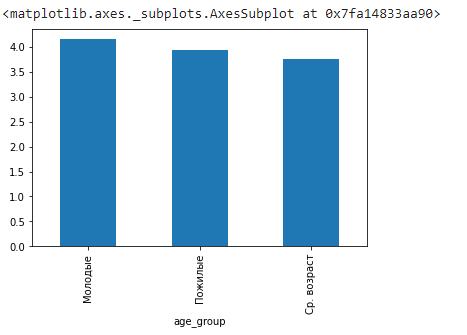 <matplotlib.axes._subplots.AxesSubplot at 0x7fa14833aa90>
4.0
3.5
3.0
2.5
2.0
1.5
1.0
0.5
0.0
Молодые
Пожилые
Ср. возраст
age_group